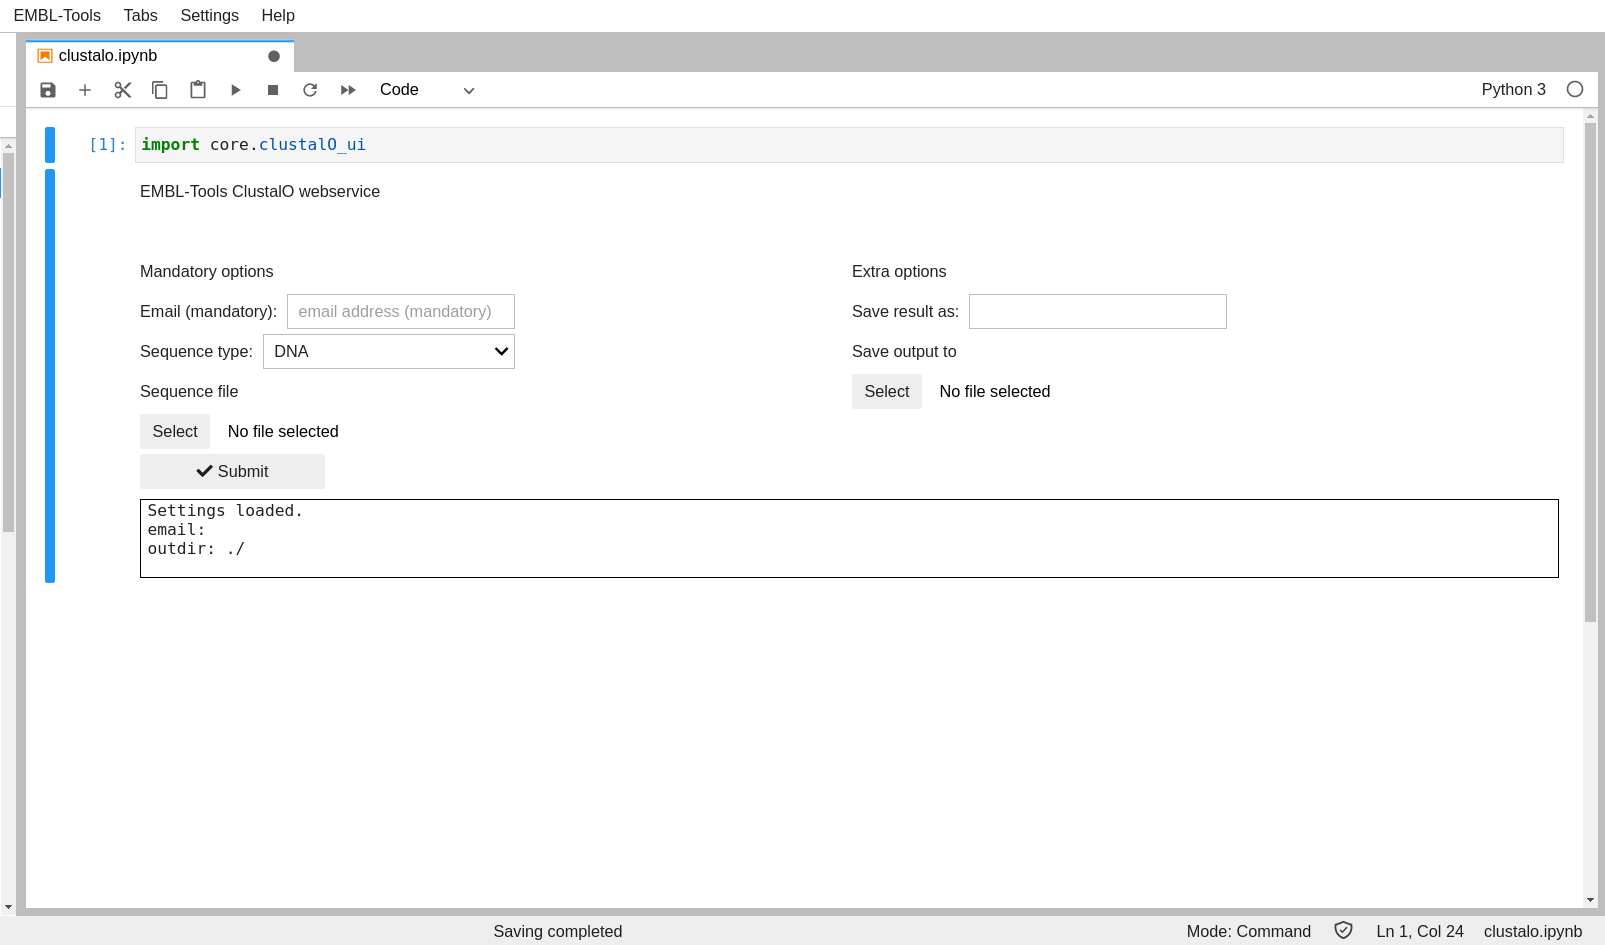 EMBL-Tools Tabs Settings Help
clustalo.ipynb
Code Python 3
[1]: import core.clustalO_ui
EMBL-Tools ClustalO webservice
Mandatory options Extra options
Email (mandatory): email address (mandatory) Save result as:
Sequence type: DNA Save output to
Sequence file Select No file selected
Select No file selected
Submit
Settings loaded.
email:
outdir: ./
Saving completed Mode: Command Ln 1, Col 24 clustalo.ipynb